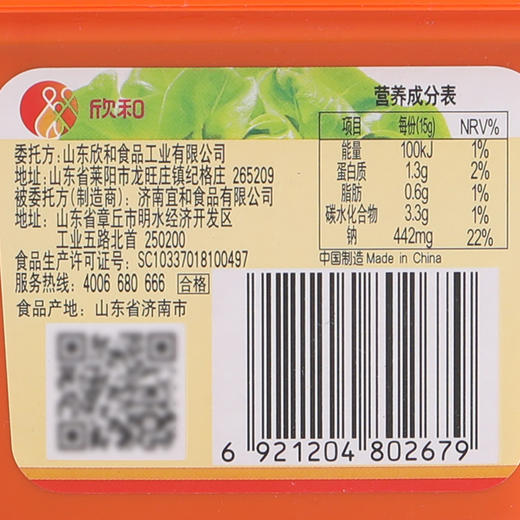 欣和
委托方:山东欣和食品工业有限公司
地址:山东省莱阳市龙旺庄镇纪格庄 265209
被委托方(制造商):济南宜和食品有限公司
地址:山东省章丘市明水经济开发区
工业五路北首 250200
食品生产许可证号:SC10337018100497
服务热线:4006 680 666 合格
食品产地:山东省济南市
营养成分表
项目 每份(15g) NRV%
能量 100kJ 1%
蛋白质 1.3g 2%
脂肪 0.6g 1%
碳水化合物 3.3g 1%
钠 442mg 22%
中国制造 Made in China
6 921204 802679